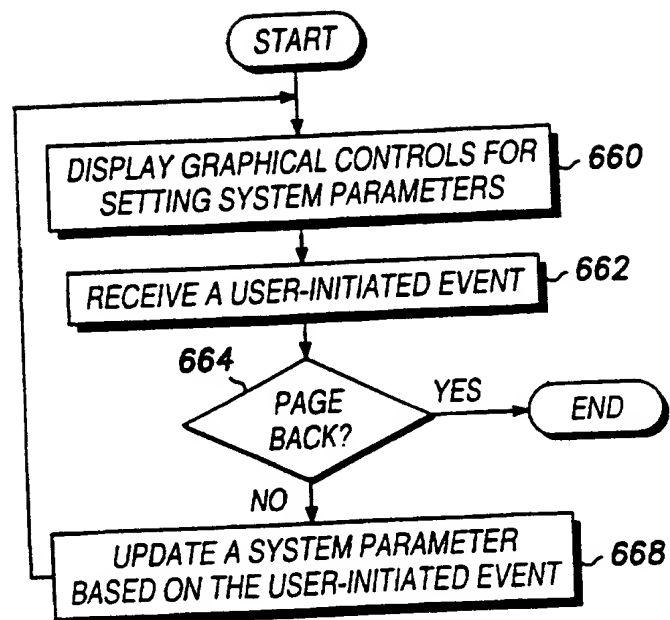 START
DISPLAY GRAPHICAL CONTROLS FOR
SETTING SYSTEM PARAMETERS
660
RECEIVE A USER-INITIATED EVENT
662
664
PAGE
BACK?
YES
END
NO
UPDATE A SYSTEM PARAMETER
BASED ON THE USER-INITIATED EVENT
668